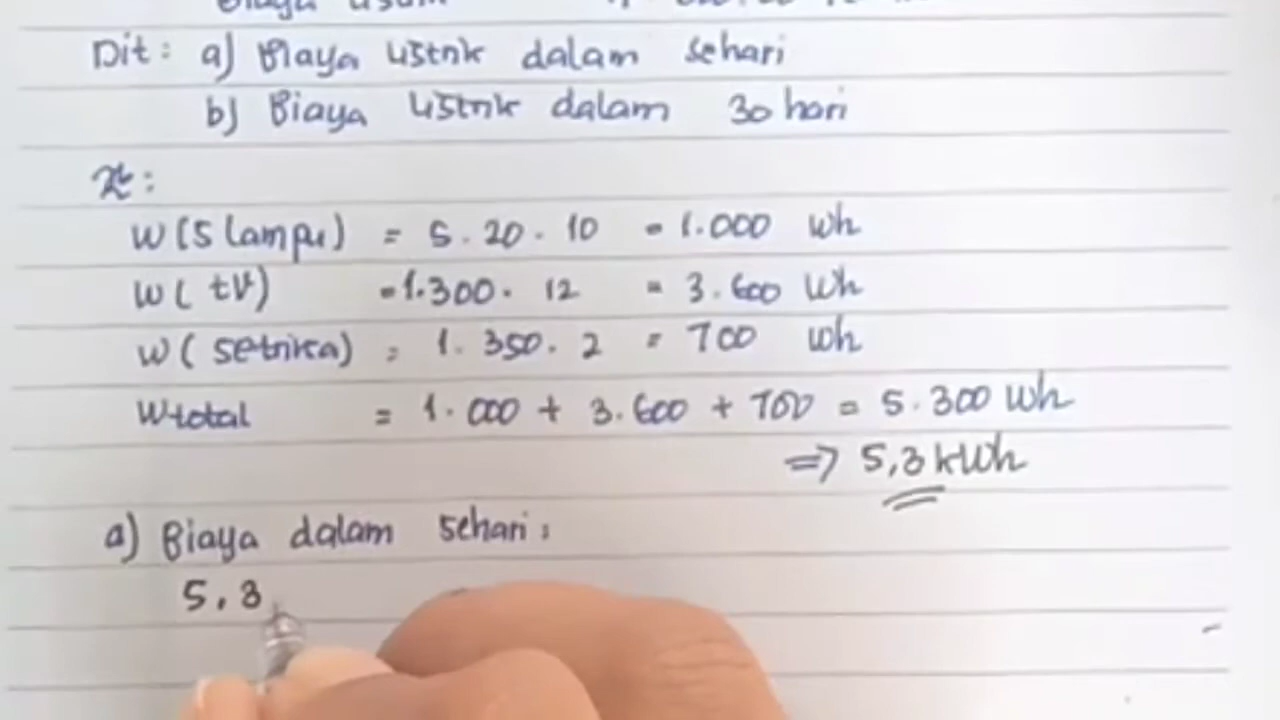 Dit : a) Biaya listrik dalam sehari
b) Biaya listrik dalam 30 hari
W (5 lampu) = 5 . 20 . 10 = 1.000 Wh
W ( tv) = 1.300 . 12 = 3.600 Wh
W ( setrika) = 1. 350 . 2 = 700 Wh
W total = 1.000 + 3.600 + 700 = 5.300 Wh
=> 5,3 kWh
a) Biaya dalam sehari :
5,3